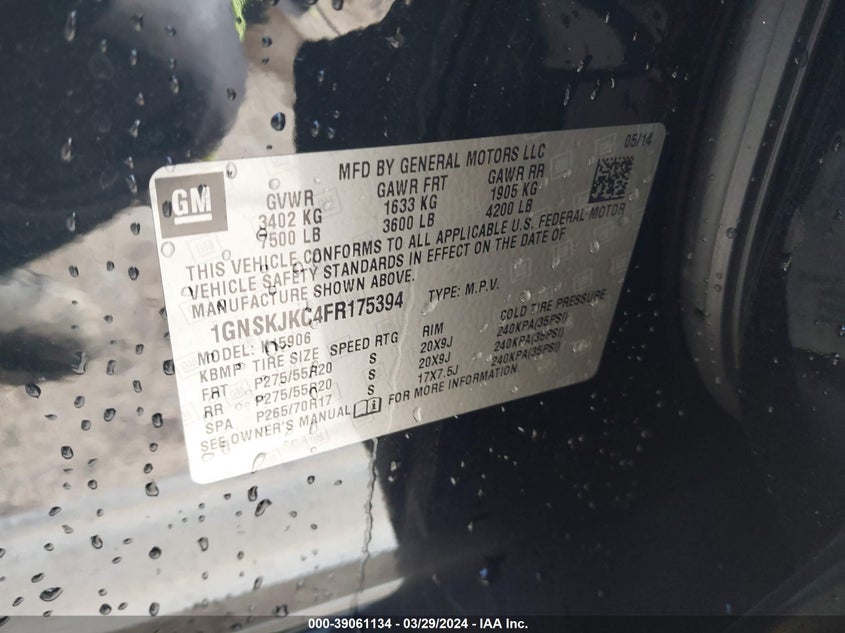 GM
MFD BY GENERAL MOTORS LLC
05/14
GVWR GAWR FRT GAWR RR
3402 KG 1633 KG 1905 KG
7500 LB 3600 LB 4200 LB
THIS VEHICLE CONFORMS TO ALL APPLICABLE U.S. FEDERAL MOTOR
VEHICLE SAFETY STANDARDS IN EFFECT ON THE DATE OF
MANUFACTURE SHOWN ABOVE.
1GNSKJKC4FR175394 TYPE: M.P.V.
MODEL:
KBMP TIRE SIZE SPEED RTG RIM COLD TIRE PRESSURE
FRT P275/55R20 S 20X9J 240KPA(35PSI)
RR P275/55R20 S 20X9J 240KPA(35PSI)
SPA P265/70R17 S 17X7.5J 240KPA(35PSI)
SEE OWNER'S MANUAL FOR MORE INFORMATION.
000-39061134 - 03/29/2024 - IAA Inc.